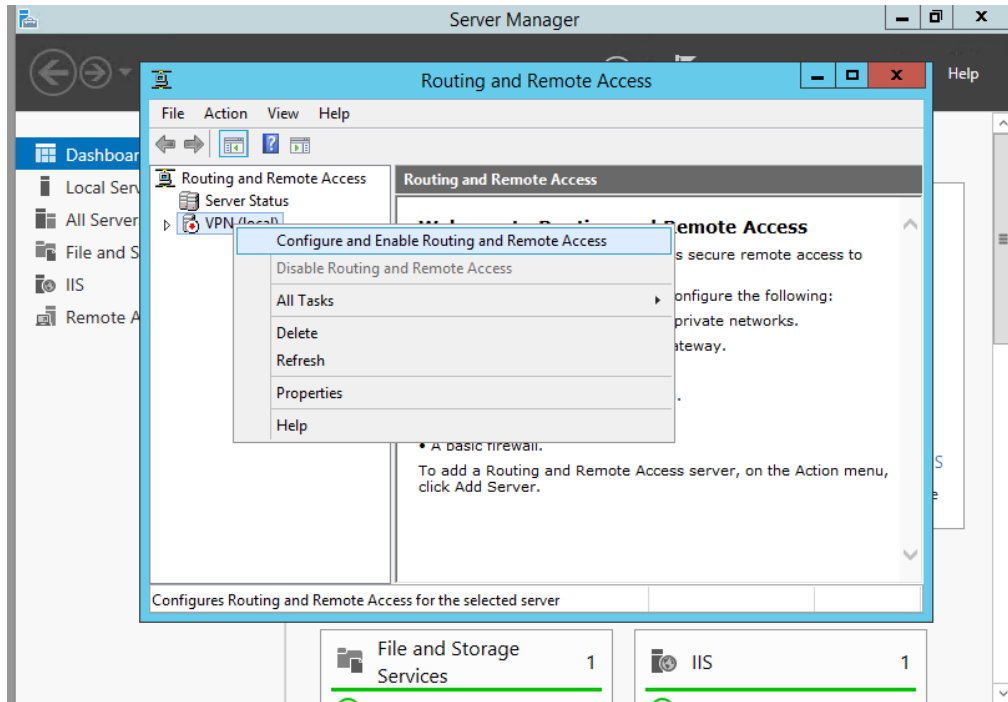 Server Manager
Help
Routing and Remote Access
File Action View Help
Dashboar
Local Serv
All Server
File and S
IIS
Remote A
Routing and Remote Access
Server Status
VPN (local)
Routing and Remote Access
emote Access
s secure remote access to
onfigure the following:
private networks.
ateway.
.
• A basic firewall.
To add a Routing and Remote Access server, on the Action menu,
click Add Server.
Configure and Enable Routing and Remote Access
Disable Routing and Remote Access
All Tasks
Delete
Refresh
Properties
Help
Configures Routing and Remote Access for the selected server
S
File and Storage
Services
1
IIS
1